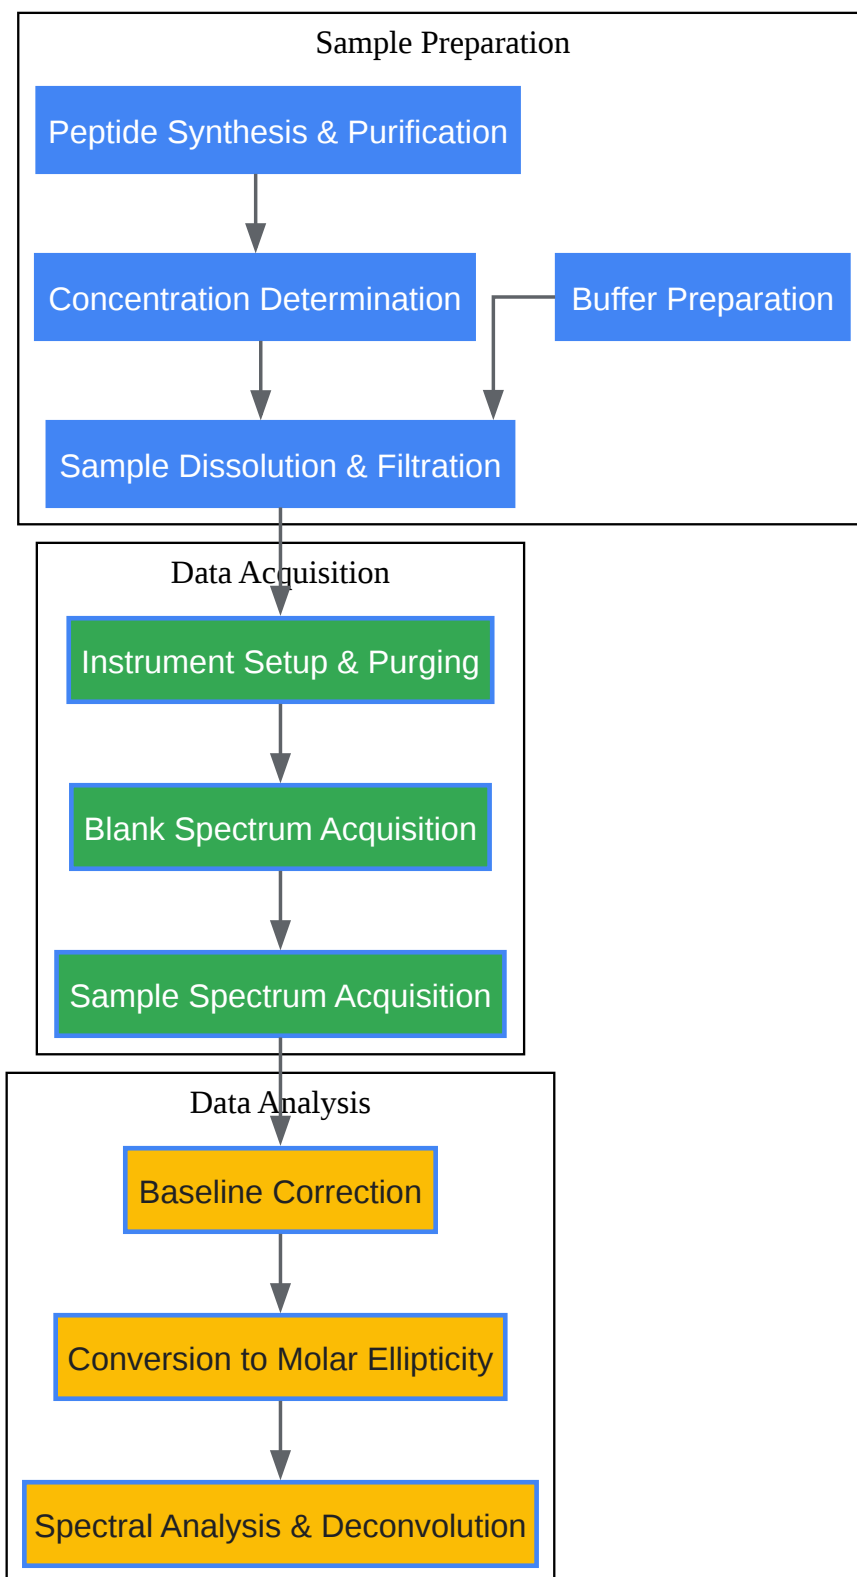 Sample Preparation
Peptide Synthesis & Purification
Concentration Determination
Buffer Preparation
Sample Dissolution & Filtration
Data Acquisition
Instrument Setup & Purging
Blank Spectrum Acquisition
Sample Spectrum Acquisition
Data Analysis
Baseline Correction
Conversion to Molar Ellipticity
Spectral Analysis & Deconvolution